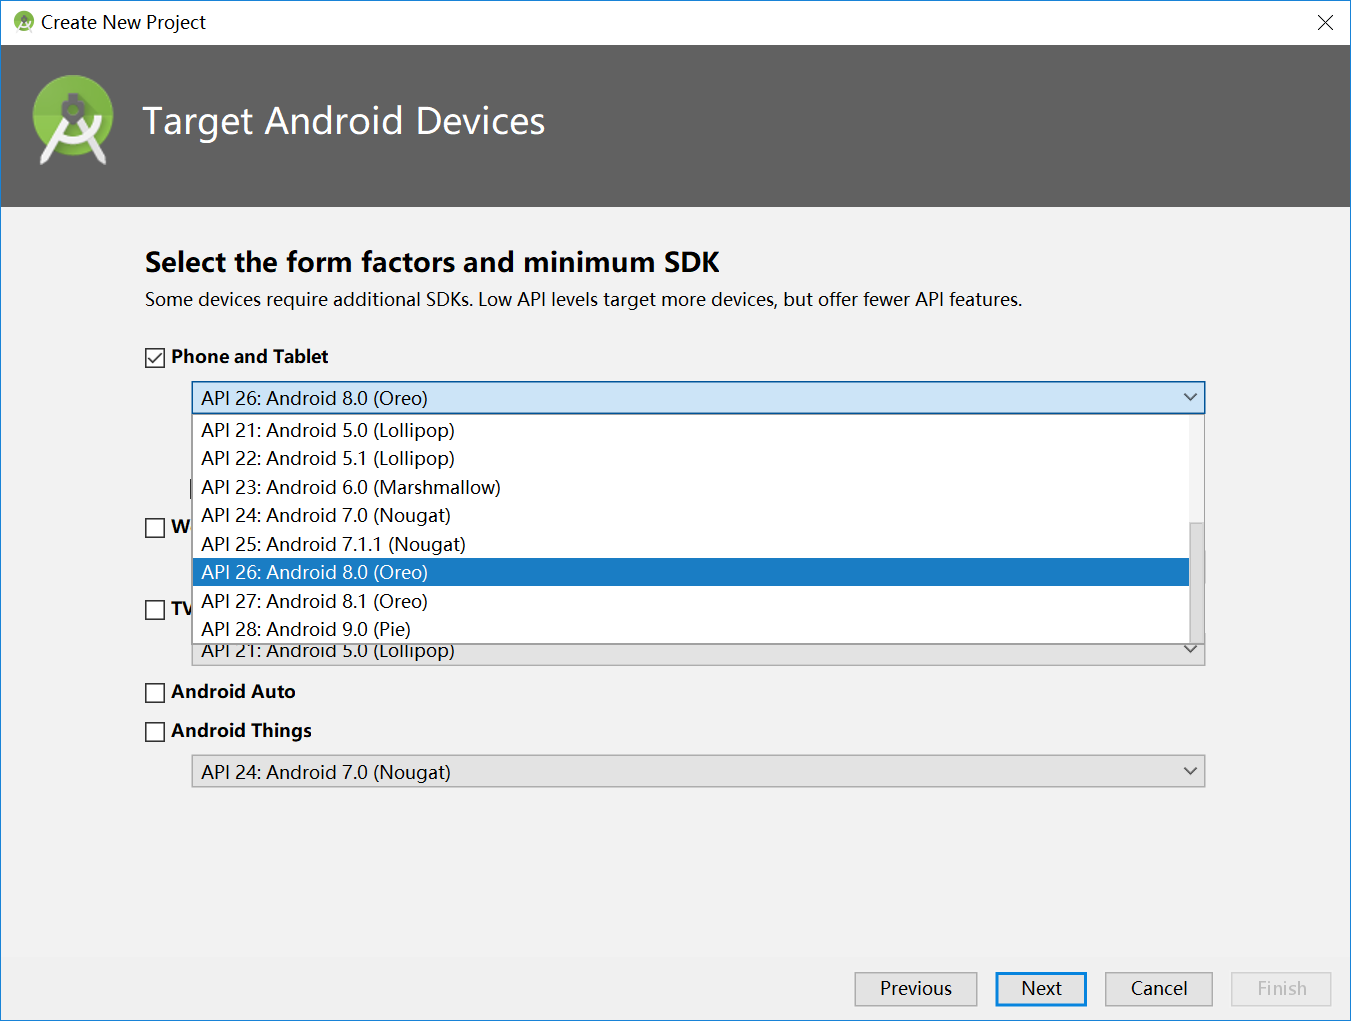 Create New Project
Target Android Devices
Select the form factors and minimum SDK
Some devices require additional SDKs. Low API levels target more devices, but offer fewer API features.
Phone and Tablet
API 26: Android 8.0 (Oreo)
API 21: Android 5.0 (Lollipop)
API 22: Android 5.1 (Lollipop)
API 23: Android 6.0 (Marshmallow)
API 24: Android 7.0 (Nougat)
W
API 25: Android 7.1.1 (Nougat)
API 26: Android 8.0 (Oreo)
API 27: Android 8.1 (Oreo)
TV
API 28: Android 9.0 (Pie)
API 21: Android 5.0 (Lollipop)
Android Auto
Android Things
API 24: Android 7.0 (Nougat)
Previous Next Cancel Finish